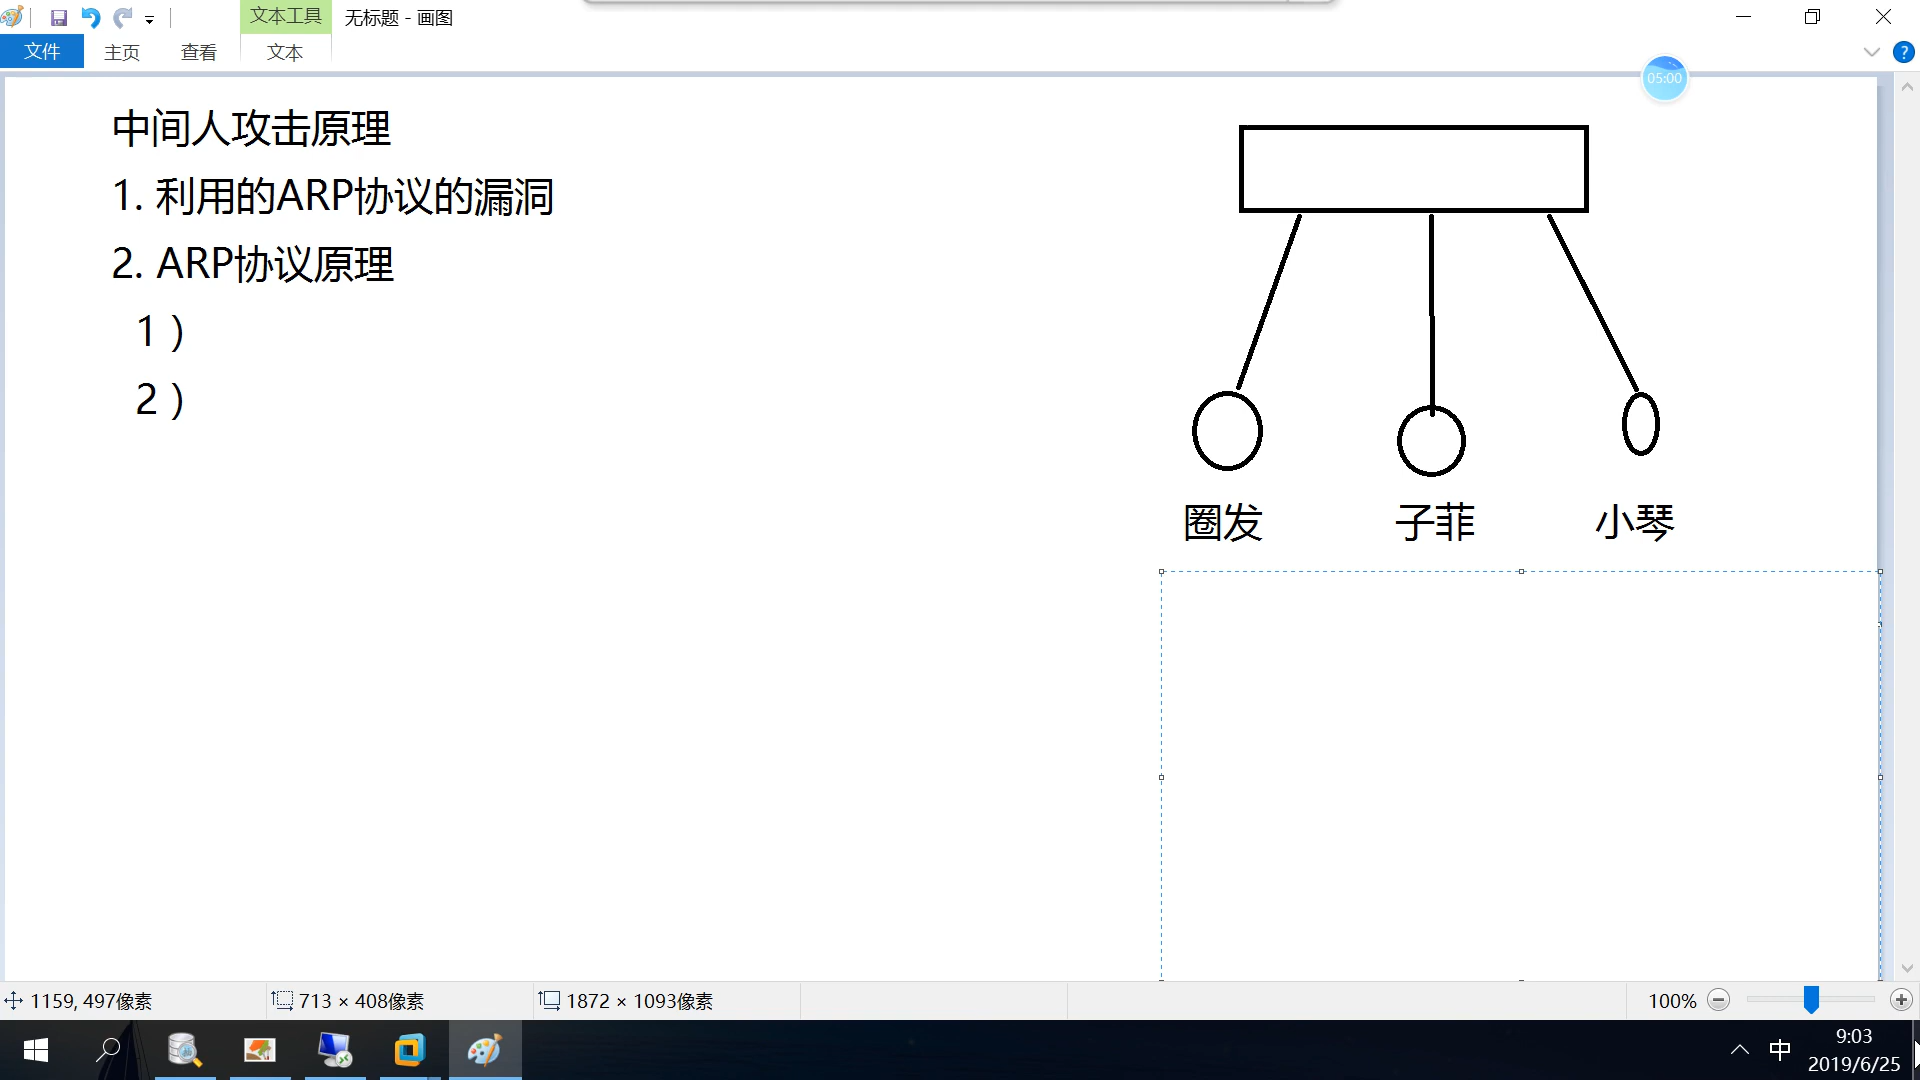 文本工具
无标题 - 画图
文件
主页
查看
文本
05:00
中间人攻击原理
1. 利用的ARP协议的漏洞
2. ARP协议原理
1）
2）
圈发
子菲
小琴
1159, 497像素
713 × 408像素
1872 × 1093像素
100%
中
9:03
2019/6/25